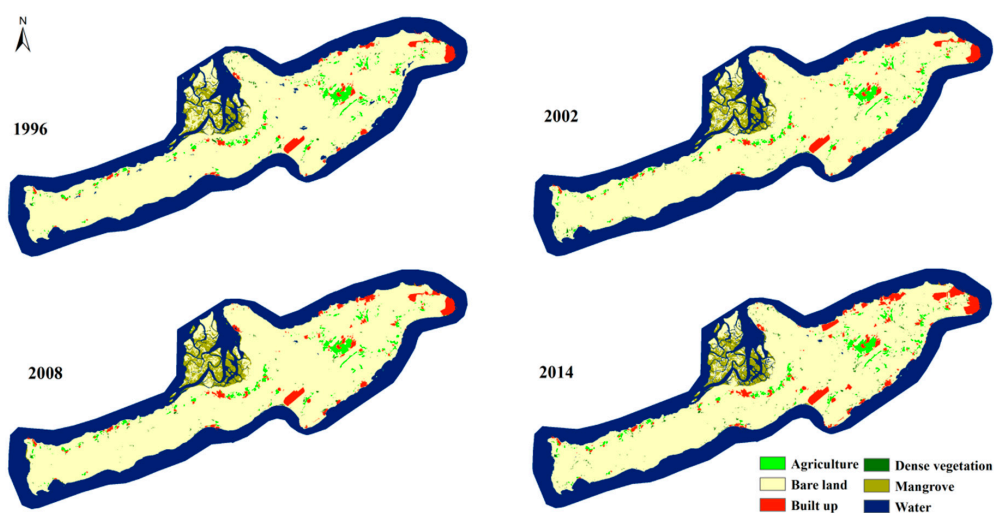 N
1996
2002
2008
2014
Agriculture
Dense vegetation
Bare land
Mangrove
Built up
Water